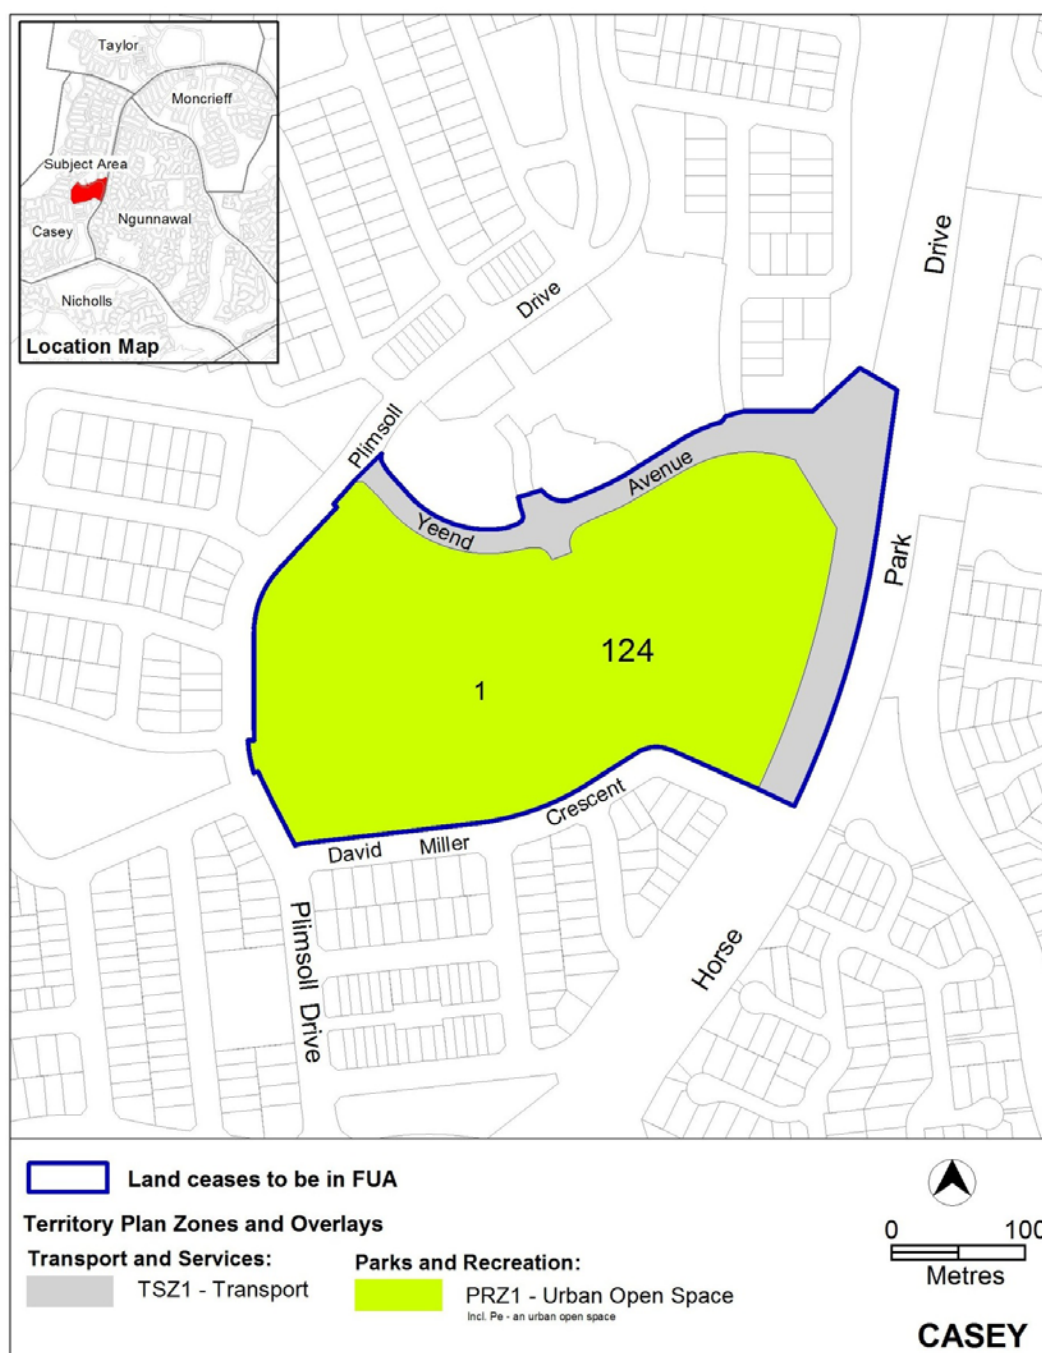 Taylor
Moncrieff
Subject Area
Ngunnawal
Casey
Nicholls
Location Map
Drive
Drive
Plimsoll
Avenue
Yeend
Park
124
1
Crescent
David Miller
Plimsoll Drive
Horse
Land ceases to be in FUA
Territory Plan Zones and Overlays
Transport and Services:
TSZ1 - Transport
Parks and Recreation:
PRZ1 - Urban Open Space
Incl. Pe - an urban open space
0 100
Metres
CASEY